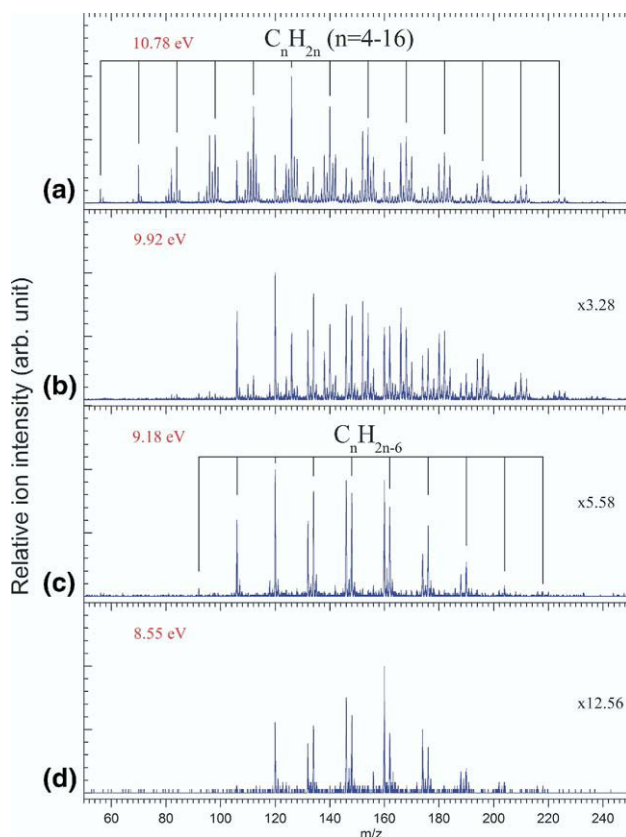 10.78 eV
CnH2n (n=4-16)
(a)
9.92 eV
x3.28
(b)
9.18 eV
CnH2n-6
x5.58
(c)
8.55 eV
x12.56
(d)
Relative ion intensity (arb. unit)
60 80 100 120 140 160 180 200 220 240
m/z